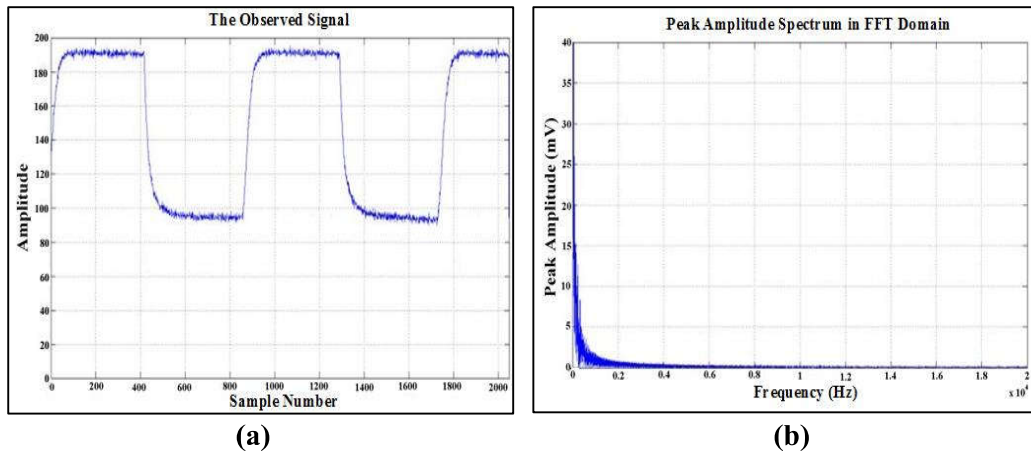 The Observed Signal
200
180
160
140
120
100
80
60
40
20
0
Amplitude
0 200 400 600 800 1000 1200 1400 1600 1800 2000
Sample Number
(a)
Peak Amplitude Spectrum in FFT Domain
40
35
30
25
20
15
10
5
0
Peak Amplitude (mV)
0 0.2 0.4 0.6 0.8 1 1.2 1.4 1.6 1.8 2
Frequency (Hz)
x 10⁴
(b)